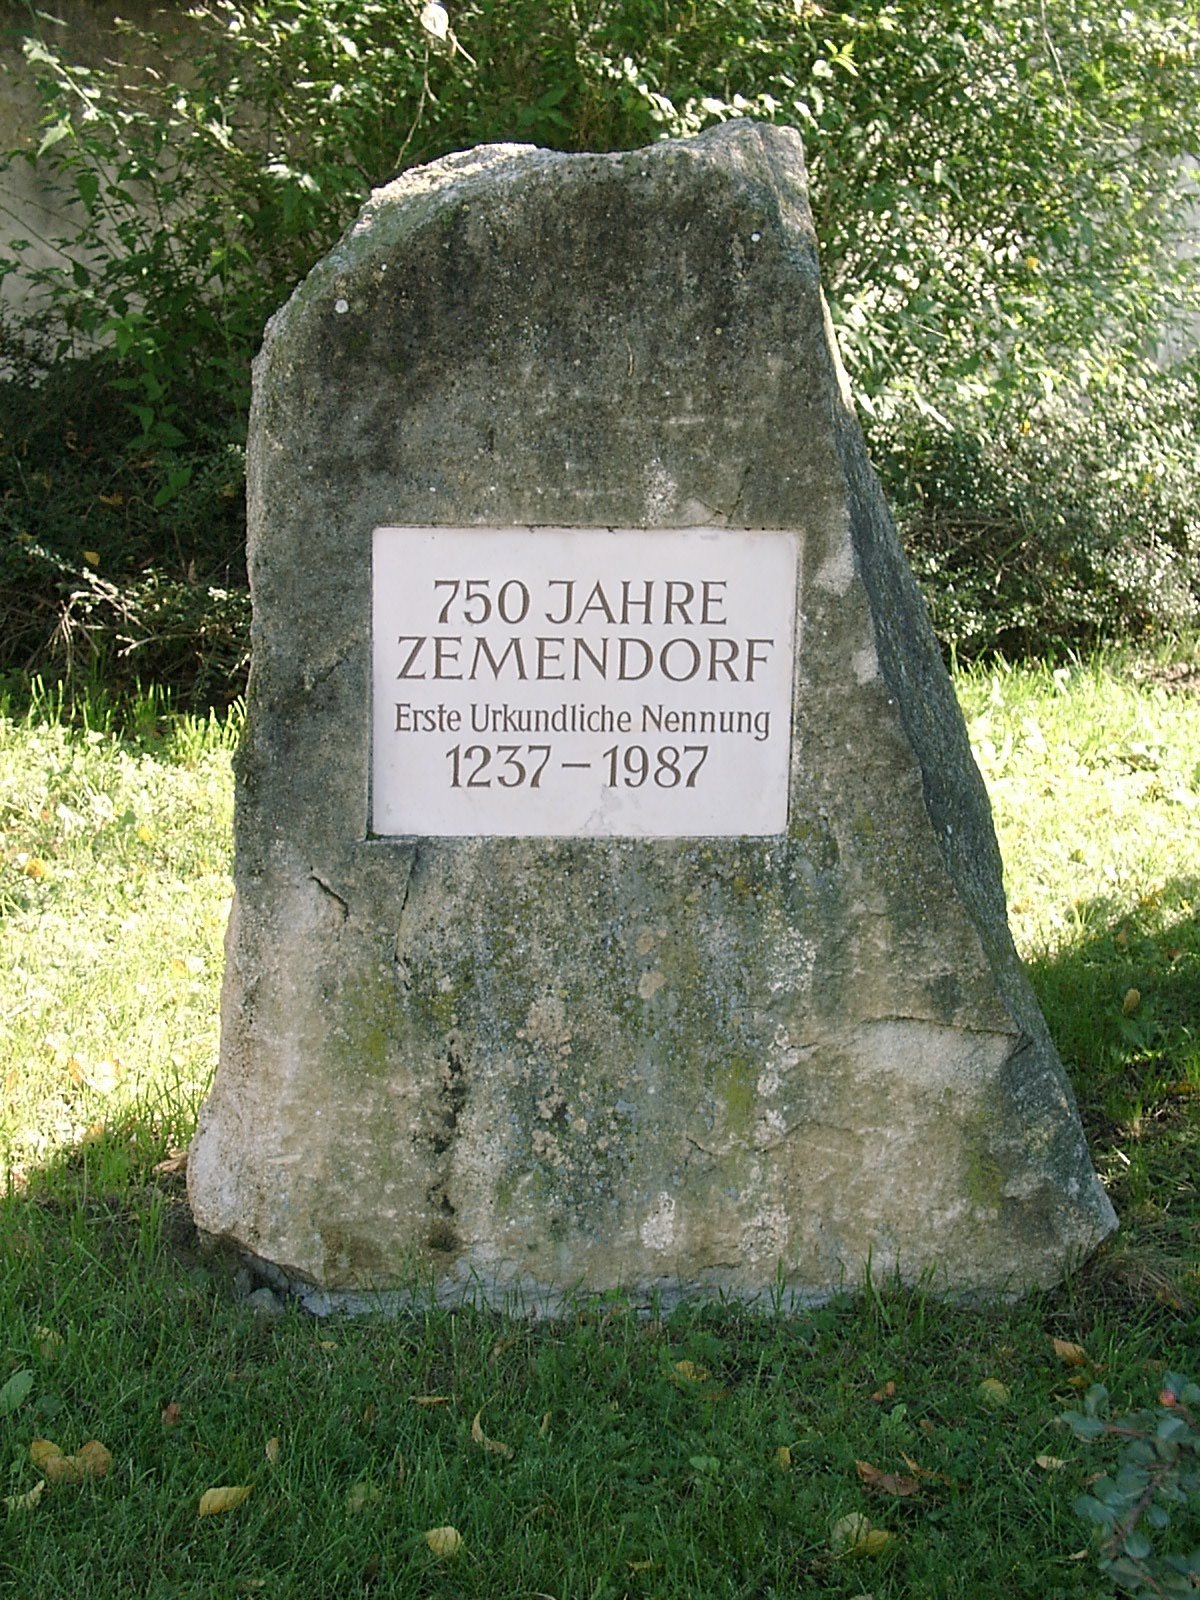 750 JAHRE
ZEMENDORF
Erste Urkundliche Nennung
1237 – 1987